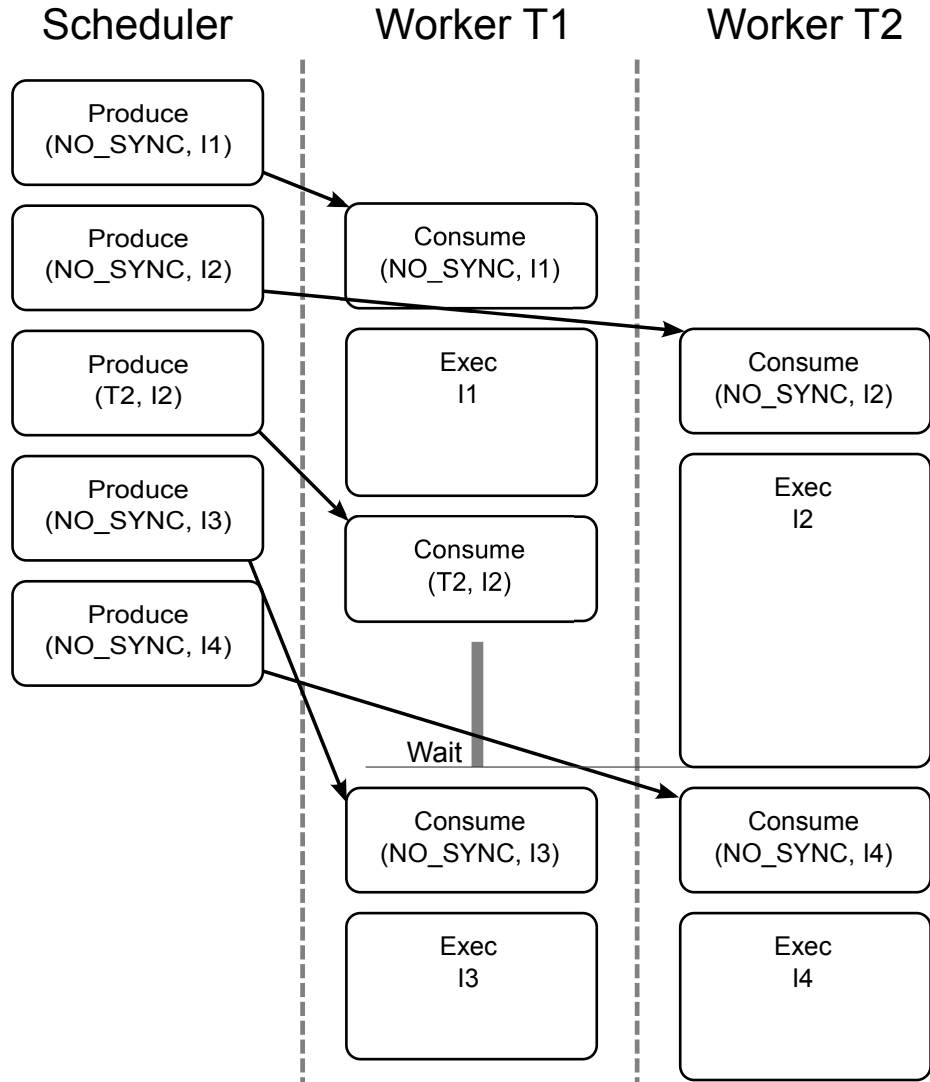 Scheduler
Worker T1
Worker T2
Produce
(NO_SYNC, I1)
Produce
(NO_SYNC, I2)
Produce
(T2, I2)
Produce
(NO_SYNC, I3)
Produce
(NO_SYNC, I4)
Consume
(NO_SYNC, I1)
Exec
I1
Consume
(T2, I2)
Wait
Consume
(NO_SYNC, I3)
Exec
I3
Consume
(NO_SYNC, I2)
Exec
I2
Consume
(NO_SYNC, I4)
Exec
I4